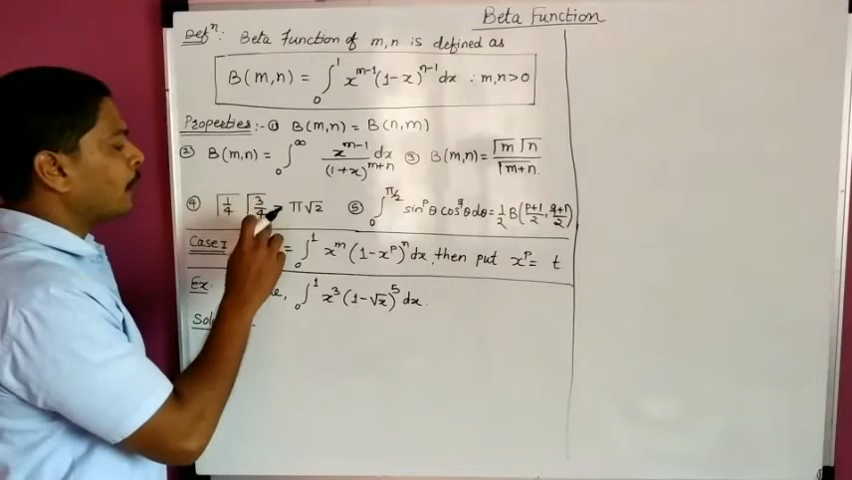 Beta Function
Defⁿ: Beta Function of m,n is defined as
B(m,n) = ∫₀¹ x^(m-1) (1-x)^(n-1) dx : m,n>0
Properties:- ① B(m,n) = B(n,m)
② B(m,n) = ∫₀^∞ x^(m-1) dx / (1+x)^(m+n) ③ B(m,n) = Γm Γn / Γm+n.
④ Γ1/4 Γ3/4 = π√2 ⑤ ∫₀^(π/2) sin^p θ cos^q θ dθ = 1/2 B(p+1/2, q+1/2)
Case I = ∫₀¹ x^m (1-x^p)^n dx, then put x^p = t
Ex: ∫₀¹ x³ (1-√x)⁵ dx.